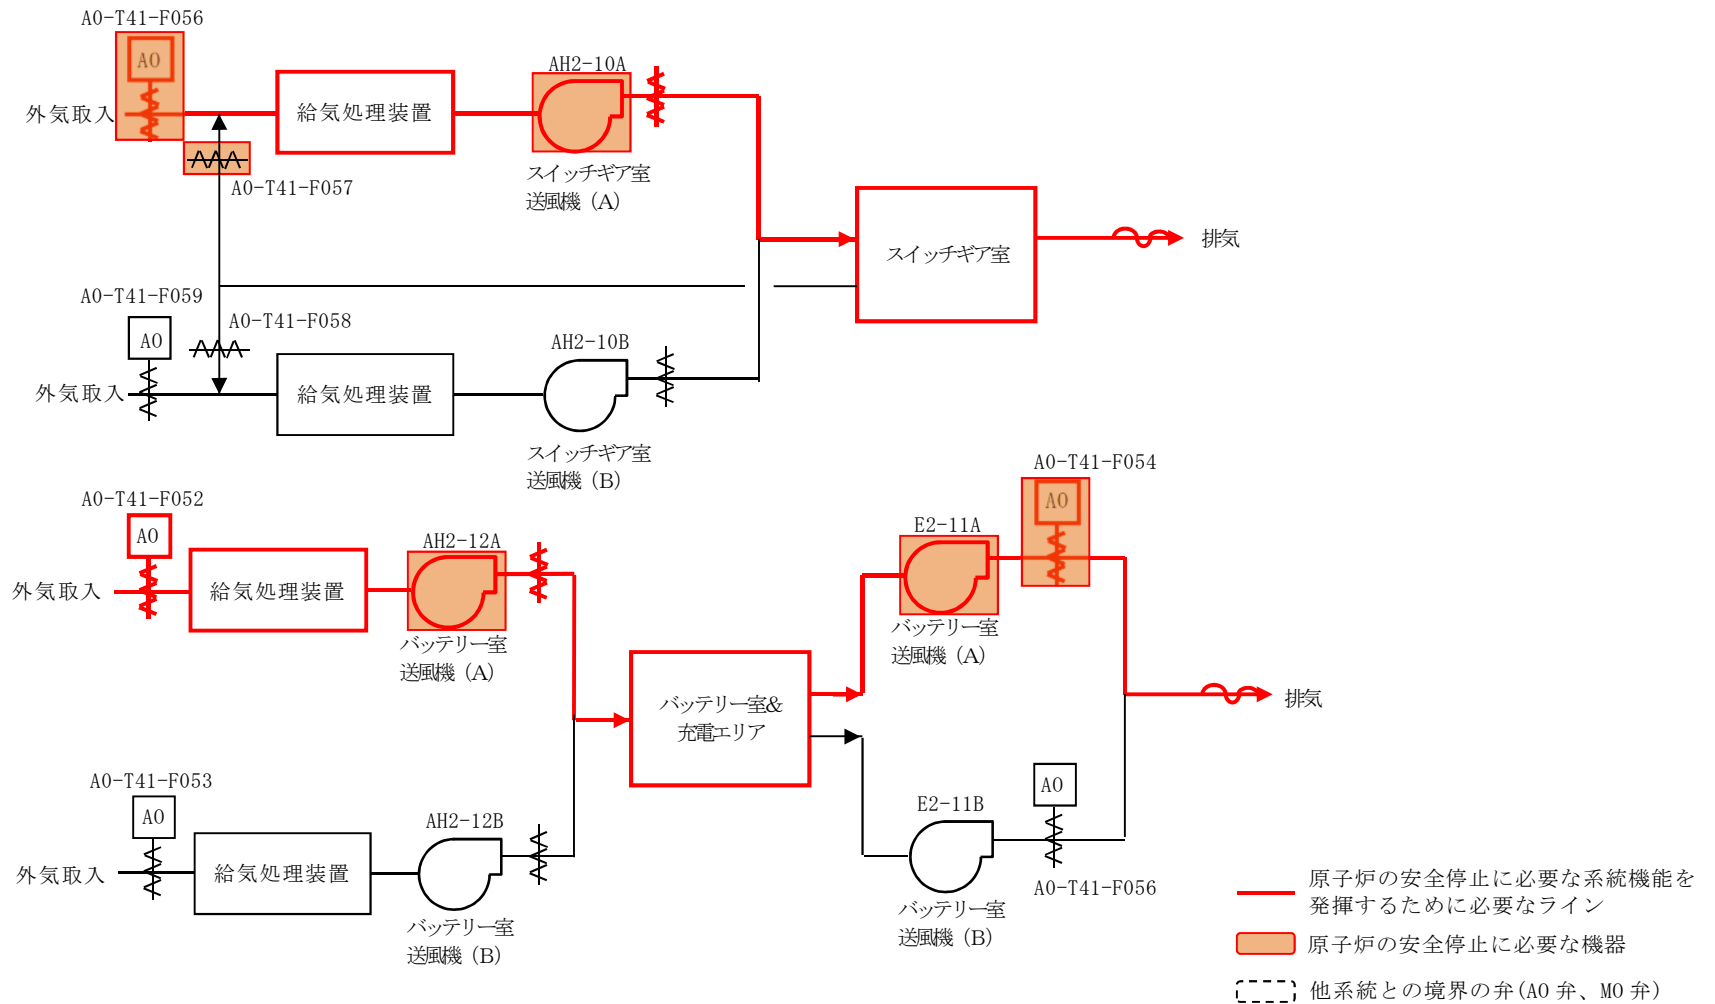 A0-T41-F056
AO
外気取入
給気処理装置
AH2-10A
スイッチギア室
送風機（A）
A0-T41-F057
スイッチギア室
排気
A0-T41-F059
AO
A0-T41-F058
外気取入
給気処理装置
AH2-10B
スイッチギア室
送風機（B）
A0-T41-F052
AO
外気取入
給気処理装置
AH2-12A
バッテリー室
送風機（A）
バッテリー室&
充電エリア
E2-11A
バッテリー室
送風機（A）
A0-T41-F054
AO
排気
A0-T41-F053
AO
外気取入
給気処理装置
AH2-12B
バッテリー室
送風機（B）
E2-11B
バッテリー室
送風機（B）
AO
A0-T41-F056
原子炉の安全停止に必要な系統機能を
発揮するために必要なライン
原子炉の安全停止に必要な機器
他系統との境界の弁(AO 弁、MO 弁)